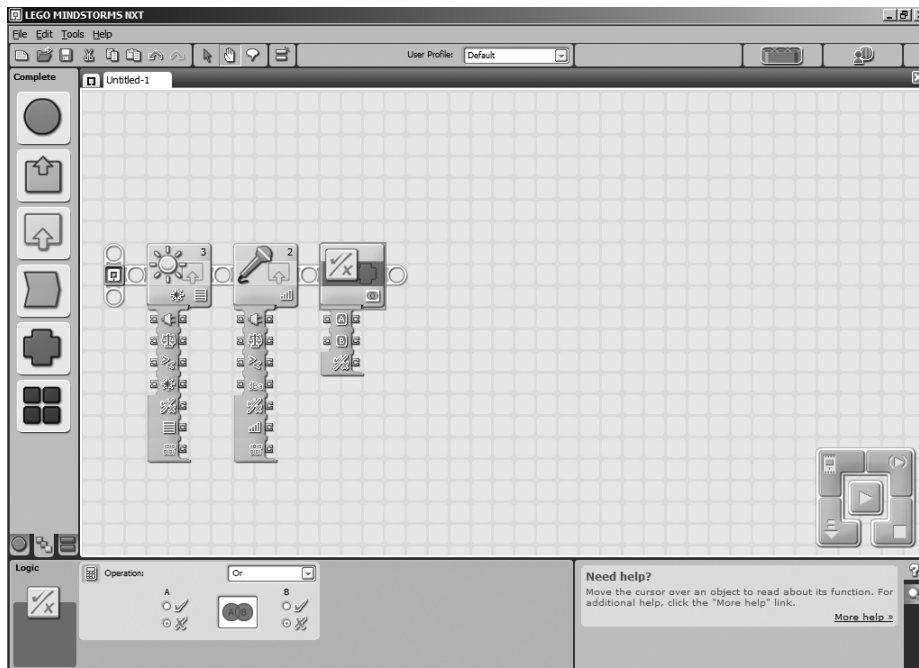 LEGO MINDSTORMS NXT
File Edit Tools Help
User Profile: Default
Complete
Untitled-1
3
2
A
B
dBa
Logic
Operation: Or
A B
A B
Need help?
Move the cursor over an object to read about its function. For
additional help, click the "More help" link.
More help »